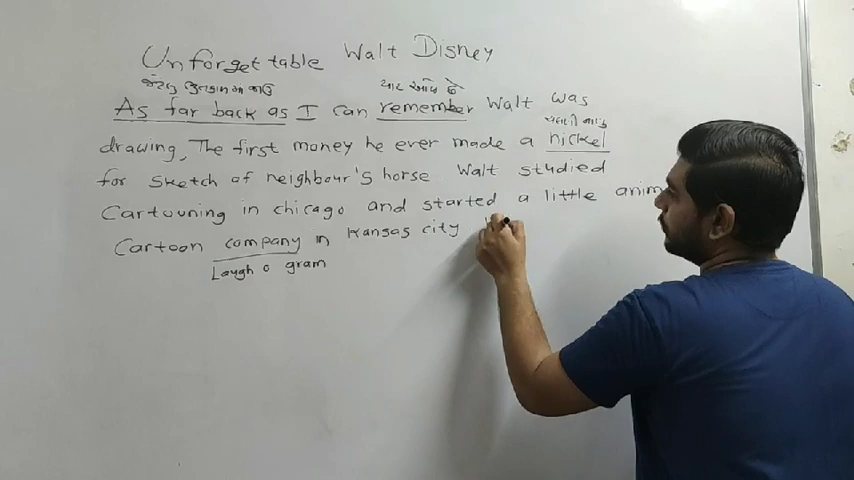 Unforgettable Walt Disney
યાદ આવે છે
As far back as I can remember Walt was
drawing, The first money he ever made a nickel
for sketch of neighbour's horse Walt studied
Cartouning in chicago and started a little anim
Cartoon company in Kansas city
Laugh o gram